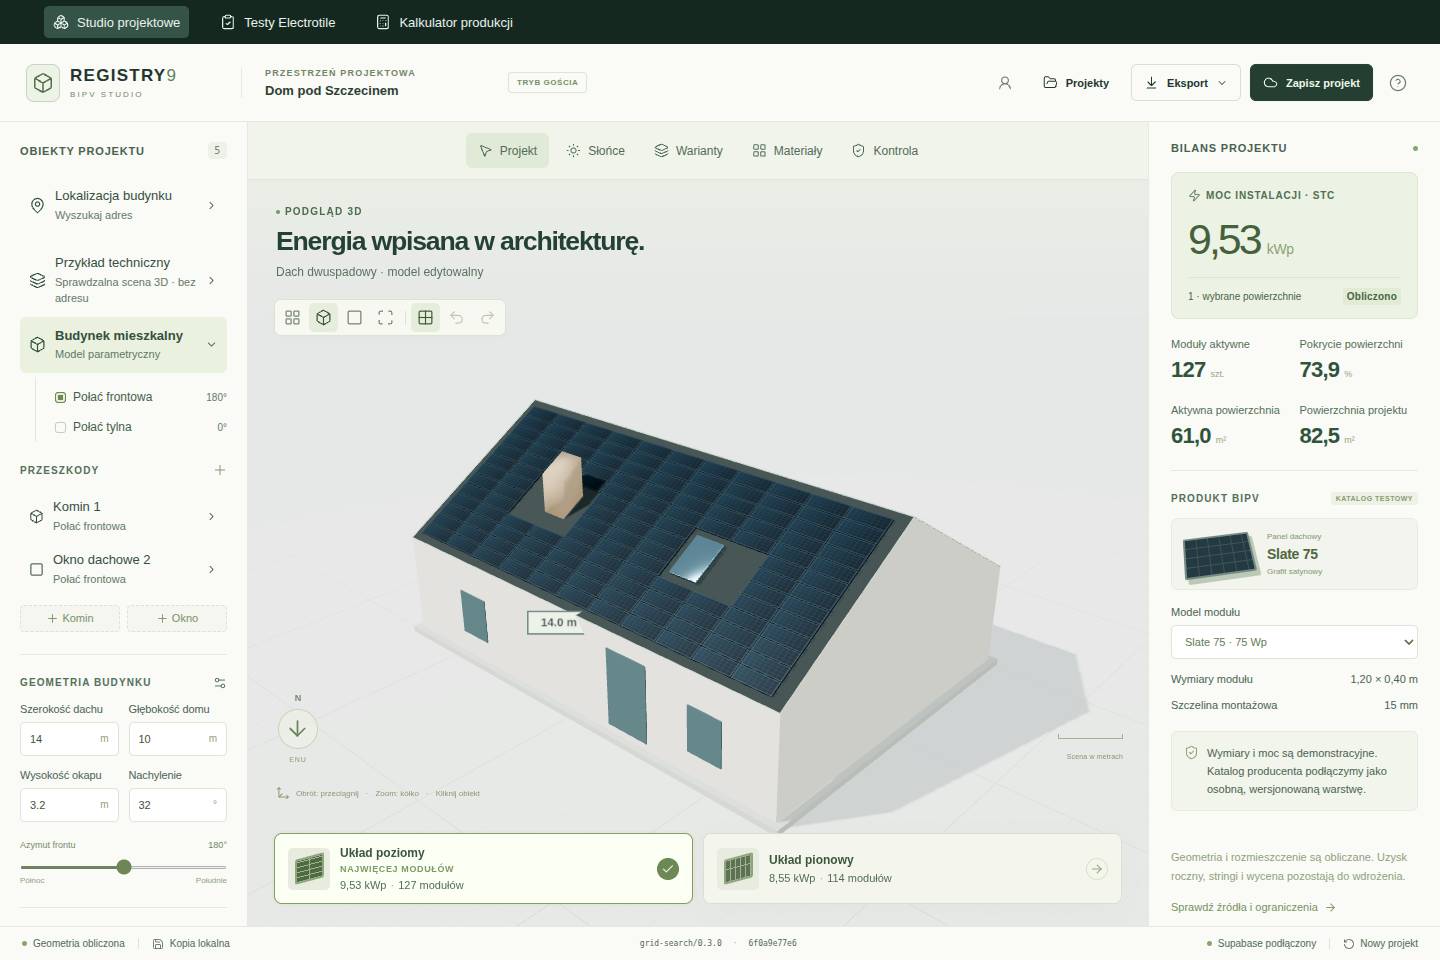 Studio projektowe
Testy Electrotile
Kalkulator produkcji
REGISTRY9
BIPV STUDIO
PRZESTRZEŃ PROJEKTOWA
Dom pod Szczecinem
TRYB GOŚCIA
Projekty
Eksport
Zapisz projekt
OBIEKTY PROJEKTU 5
Lokalizacja budynku
Wyszukaj adres
Przykład techniczny
Sprawdzalna scena 3D · bez
adresu
Budynek mieszkalny
Model parametryczny
Połać frontowa 180°
Połać tylna 0°
PRZESZKODY
Komin 1
Połać frontowa
Okno dachowe 2
Połać frontowa
Komin
Okno
GEOMETRIA BUDYNKU
Szerokość dachu Głębokość domu
14 m 10 m
Wysokość okapu Nachylenie
3.2 m 32 °
Azymut frontu 180°
Północ Południe
Projekt
Słońce
Warianty
Materiały
Kontrola
PODGLĄD 3D
Energia wpisana w architekturę.
Dach dwuspadowy · model edytowalny
14.0 m
N
ENU
Obrót: przeciągnij · Zoom: kółko · Kliknij obiekt
Scena w metrach
Układ poziomy
NAJWIĘCEJ MODUŁÓW
9,53 kWp · 127 modułów
Układ pionowy
8,55 kWp · 114 modułów
BILANS PROJEKTU
MOC INSTALACJI · STC
9,53 kWp
1 · wybrane powierzchnie Obliczono
Moduły aktywne Pokrycie powierzchni
127 szt. 73,9 %
Aktywna powierzchnia Powierzchnia projektu
61,0 m² 82,5 m²
PRODUKT BIPV KATALOG TESTOWY
Panel dachowy
Slate 75
Grafit satynowy
Model modułu
Slate 75 · 75 Wp
Wymiary modułu 1,20 × 0,40 m
Szczelina montażowa 15 mm
Wymiary i moc są demonstracyjne.
Katalog producenta podłączymy jako
osobną, wersjonowaną warstwę.
Geometria i rozmieszczenie są obliczane. Uzysk
roczny, stringi i wycena pozostają do wdrożenia.
Sprawdź źródła i ograniczenia
Geometria obliczona
Kopia lokalna
grid-search/0.3.0 · 6f0a9e77e6
Supabase podłączony
Nowy projekt